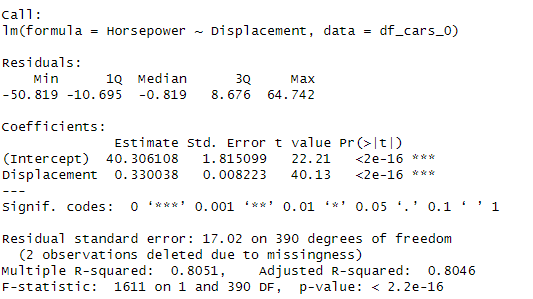 Call:
lm(formula = Horsepower ~ Displacement, data = df_cars_0)
Residuals:
Min 1Q Median 3Q Max
-50.819 -10.695 -0.819 8.676 64.742
Coefficients:
Estimate Std. Error t value Pr(>|t|)
(Intercept) 40.306108 1.815099 22.21 <2e-16 ***
Displacement 0.330038 0.008223 40.13 <2e-16 ***
---
Signif. codes: 0 ‘***’ 0.001 ‘**’ 0.01 ‘*’ 0.05 ‘.’ 0.1 ‘ ’ 1
Residual standard error: 17.02 on 390 degrees of freedom
(2 observations deleted due to missingness)
Multiple R-squared: 0.8051, Adjusted R-squared: 0.8046
F-statistic: 1611 on 1 and 390 DF, p-value: < 2.2e-16